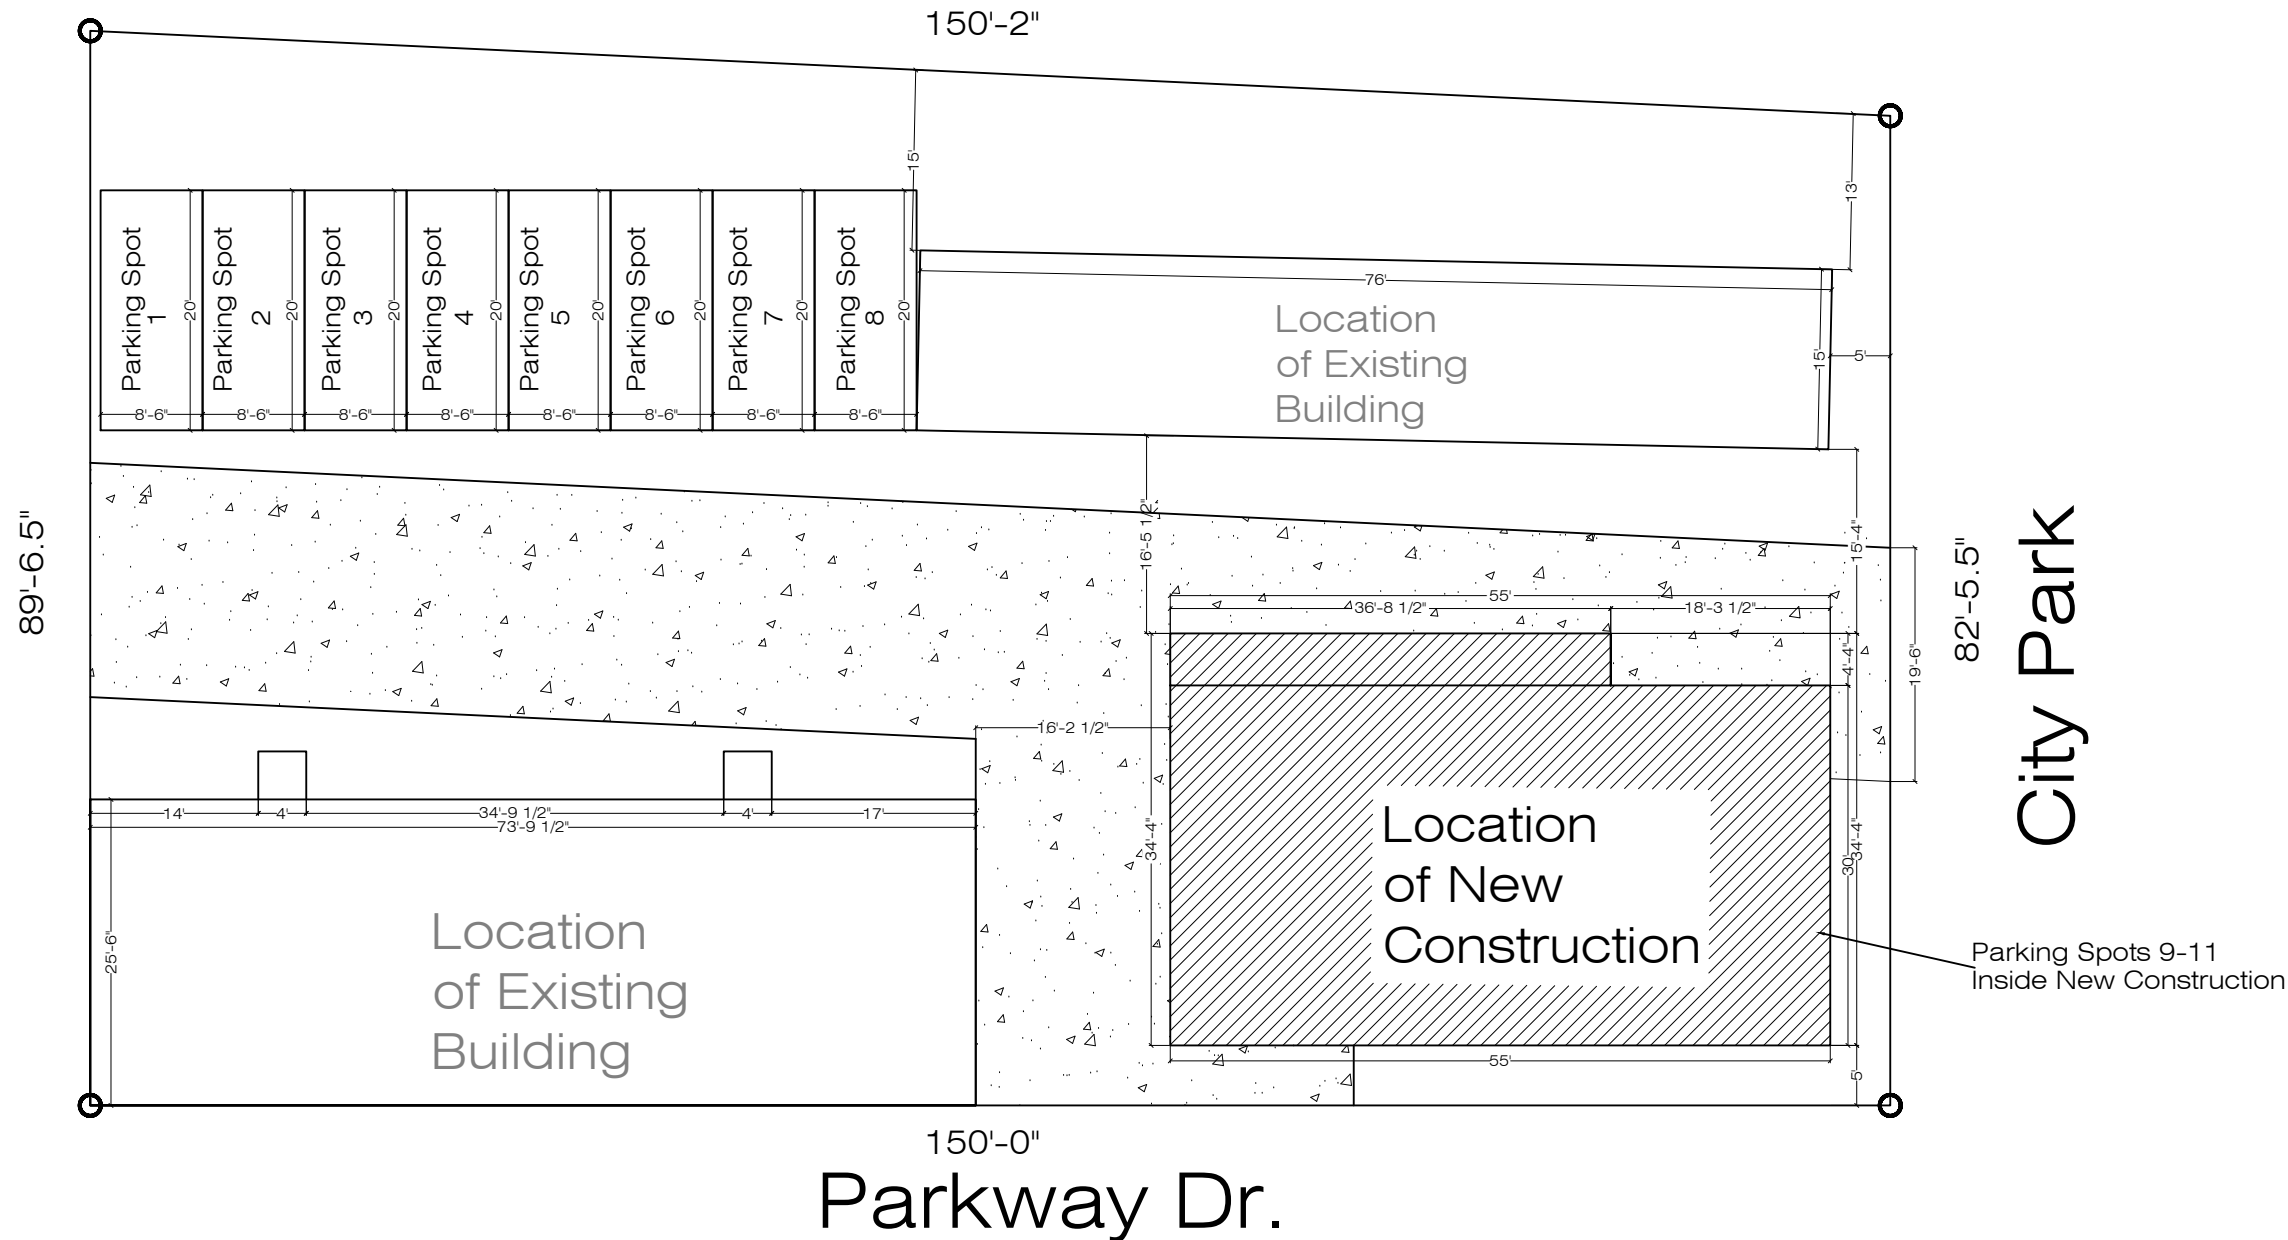 150'-2"
15'
13'
Parking Spot
1
Parking Spot
2
Parking Spot
3
Parking Spot
4
Parking Spot
5
Parking Spot
6
Parking Spot
7
Parking Spot
8
20'
20'
20'
20'
20'
20'
20'
20'
8'-6"
8'-6"
8'-6"
8'-6"
8'-6"
8'-6"
8'-6"
8'-6"
76'
Location
of Existing
Building
15'
5'
89'-6.5"
16'-5 1/2"
15'-4"
82'-5.5"
City Park
55'
36'-8 1/2"
18'-3 1/2"
4'-4"
19'-6"
16'-2 1/2"
14'
4'
34'-9 1/2"
4'
17'
73'-9 1/2"
25'-6"
Location
of Existing
Building
34'-4"
Location
of New
Construction
30'
34'-4"
Parking Spots 9-11
Inside New Construction
55'
5'
150'-0"
Parkway Dr.